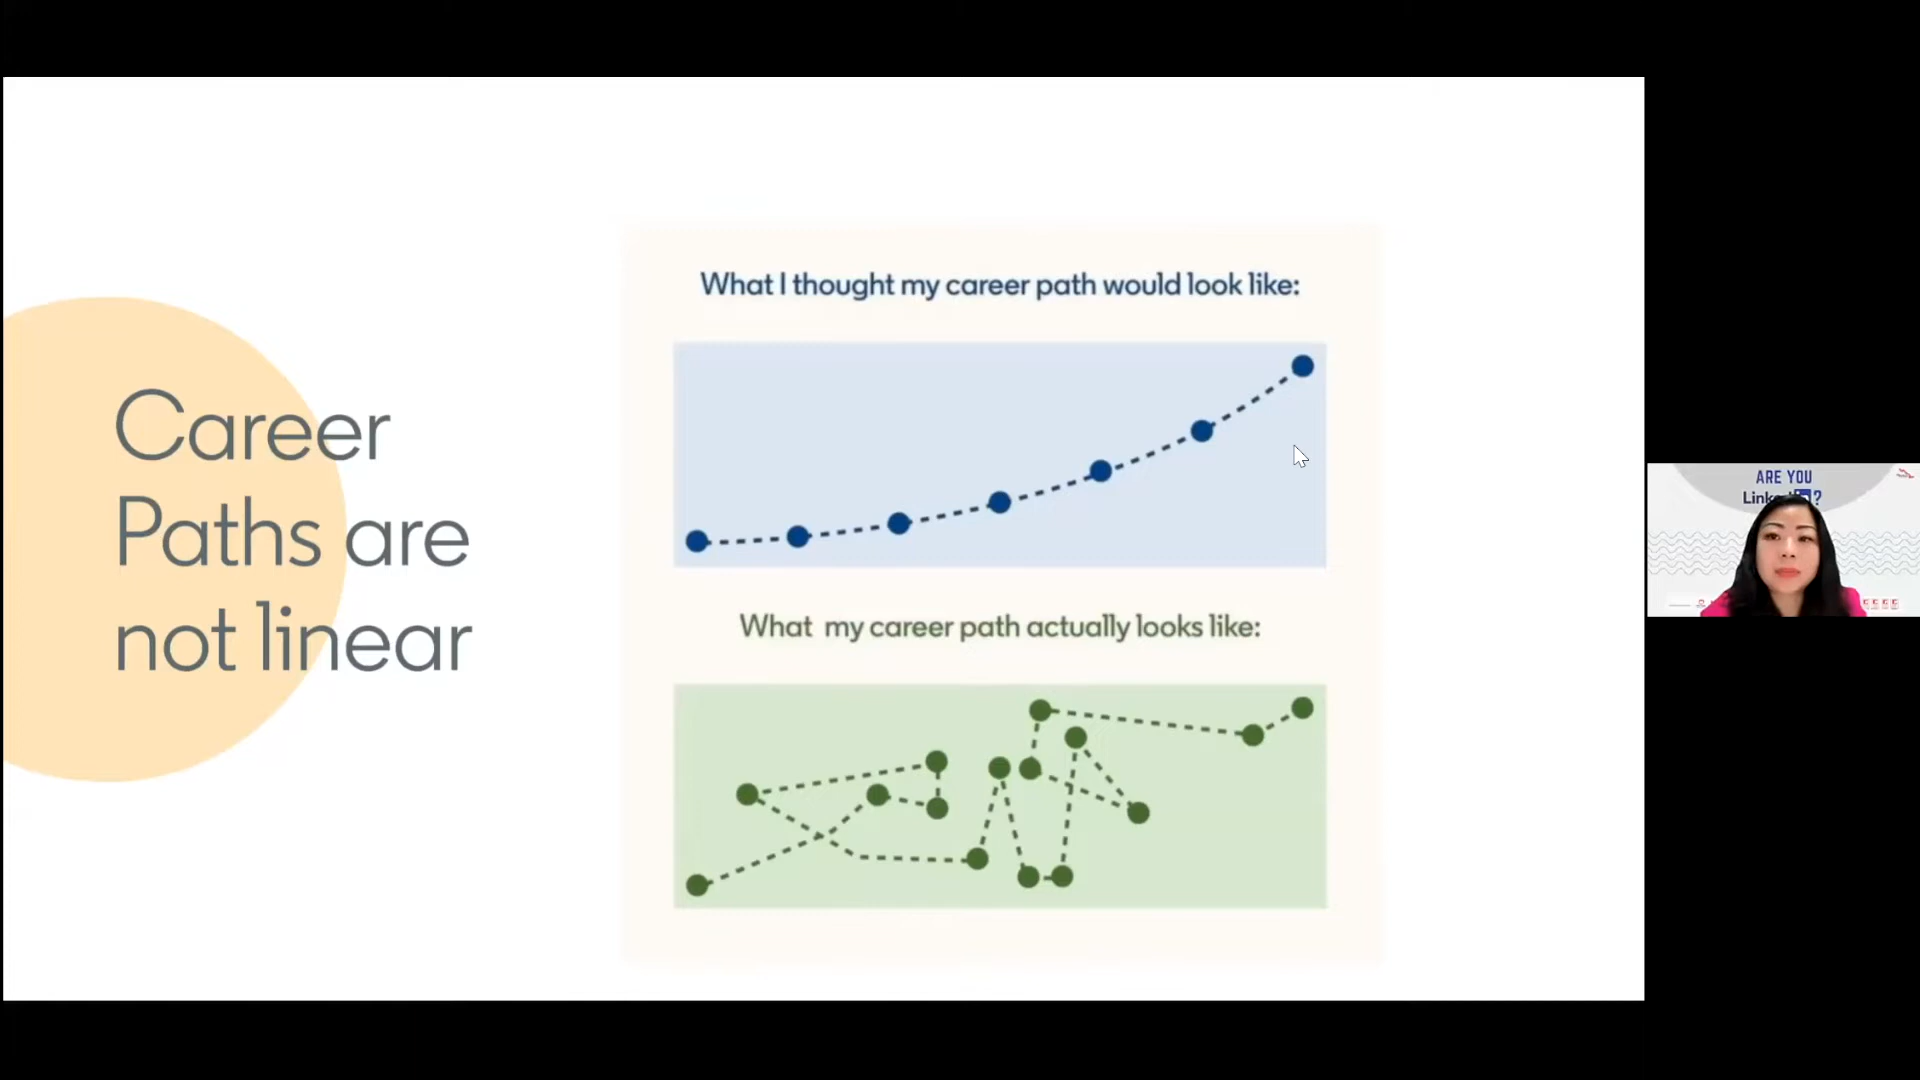 Career
Paths are
not linear
What I thought my career path would look like:
What my career path actually looks like:
ARE YOU
?